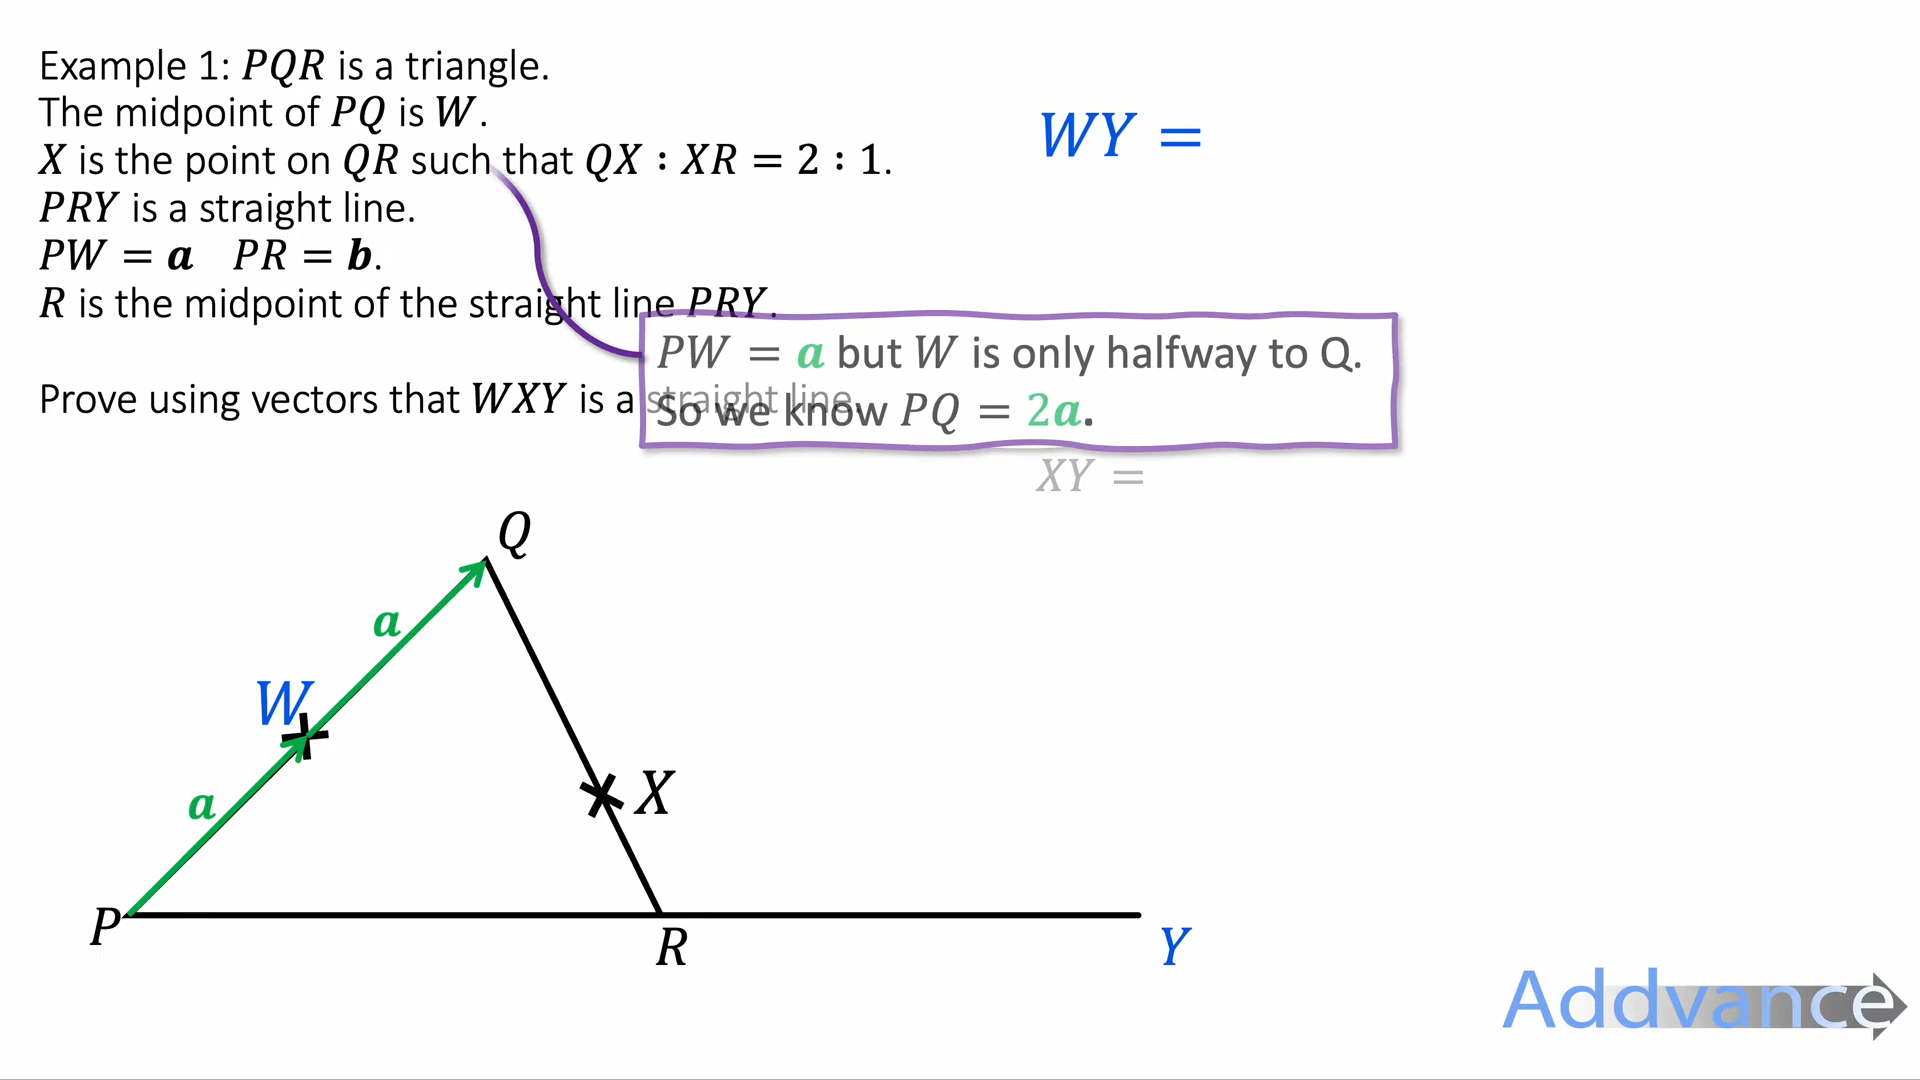 Example 1: PQR is a triangle.
The midpoint of PQ is W.
X is the point on QR such that QX : XR = 2 : 1.
PRY is a straight line.
PW = a   PR = b.
R is the midpoint of the straight line PRY.
Prove using vectors that WXY is a straight line.
WY =
PW = a but W is only halfway to Q.
So we know PQ = 2a.
XY =
Q
a
W
a
X
P
R
Y
Addvance